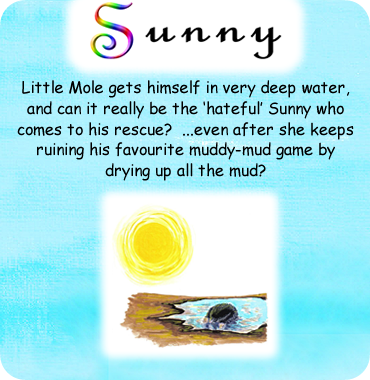 Sunny
Little Mole gets himself in very deep water,
and can it really be the ‘hateful’ Sunny who
comes to his rescue?  ...even after she keeps
ruining his favourite muddy-mud game by
drying up all the mud?